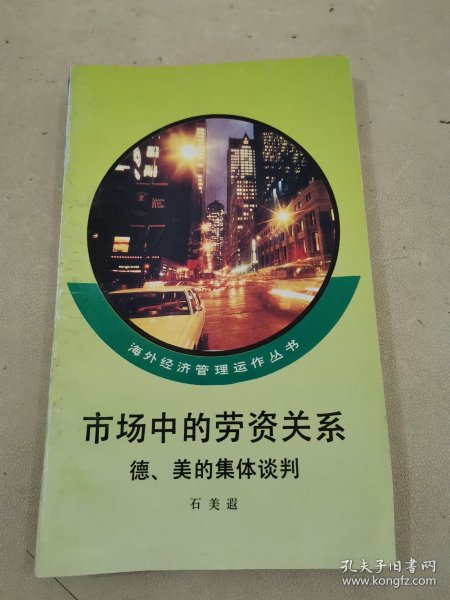 海外经济管理运作丛书
市场中的劳资关系
德、美的集体谈判
石美遐
孔夫子旧书网
www.kongfz.com